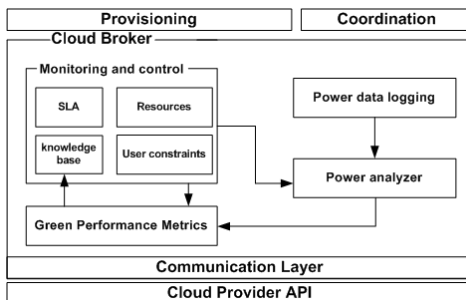 Provisioning
Coordination
Cloud Broker
Monitoring and control
SLA
Resources
knowledge
base
User constraints
Power data logging
Power analyzer
Green Performance Metrics
Communication Layer
Cloud Provider API